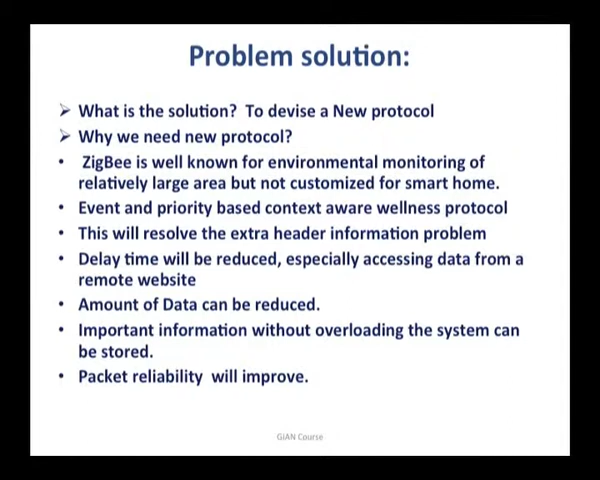 Problem solution:
➢ What is the solution? To devise a New protocol
➢ Why we need new protocol?
• ZigBee is well known for environmental monitoring of
relatively large area but not customized for smart home.
• Event and priority based context aware wellness protocol
• This will resolve the extra header information problem
• Delay time will be reduced, especially accessing data from a
remote website
• Amount of Data can be reduced.
• Important information without overloading the system can
be stored.
• Packet reliability will improve.
GIAN Course